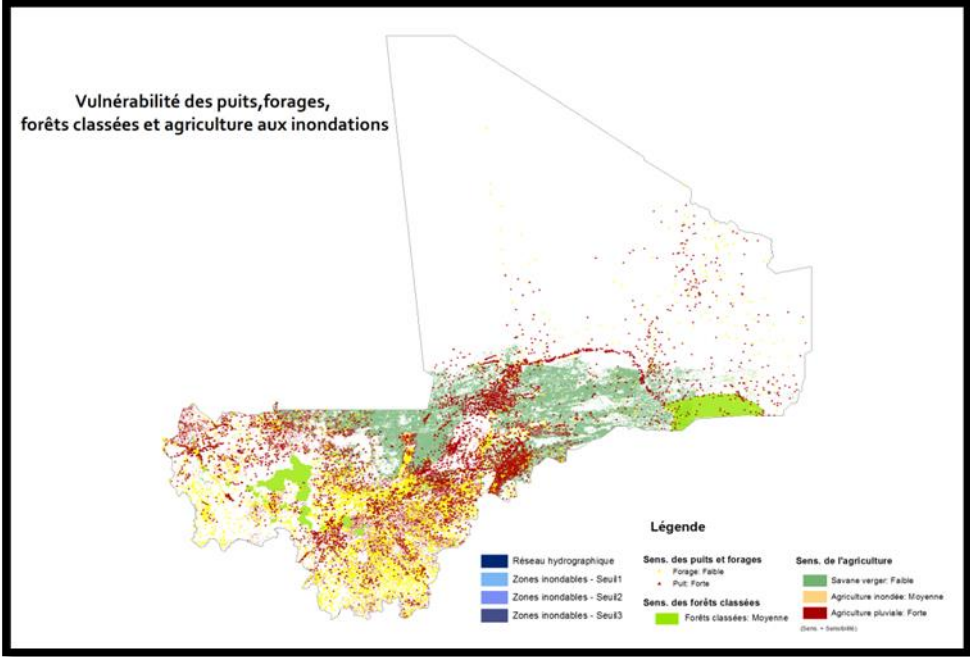 Vulnérabilité des puits,forages,
forêts classées et agriculture aux inondations
Légende
Réseau hydrographique
Zones inondables - Seuil1
Zones inondables - Seuil2
Zones inondables - Seuil3
Sens. des puits et forages
Forage: Faible
Puit: Forte
Sens. des forêts classées
Forêts classées: Moyenne
Sens. de l'agriculture
Savane verger: Faible
Agriculture inondée: Moyenne
Agriculture pluviale: Forte
(Sens. = Sensibilité)